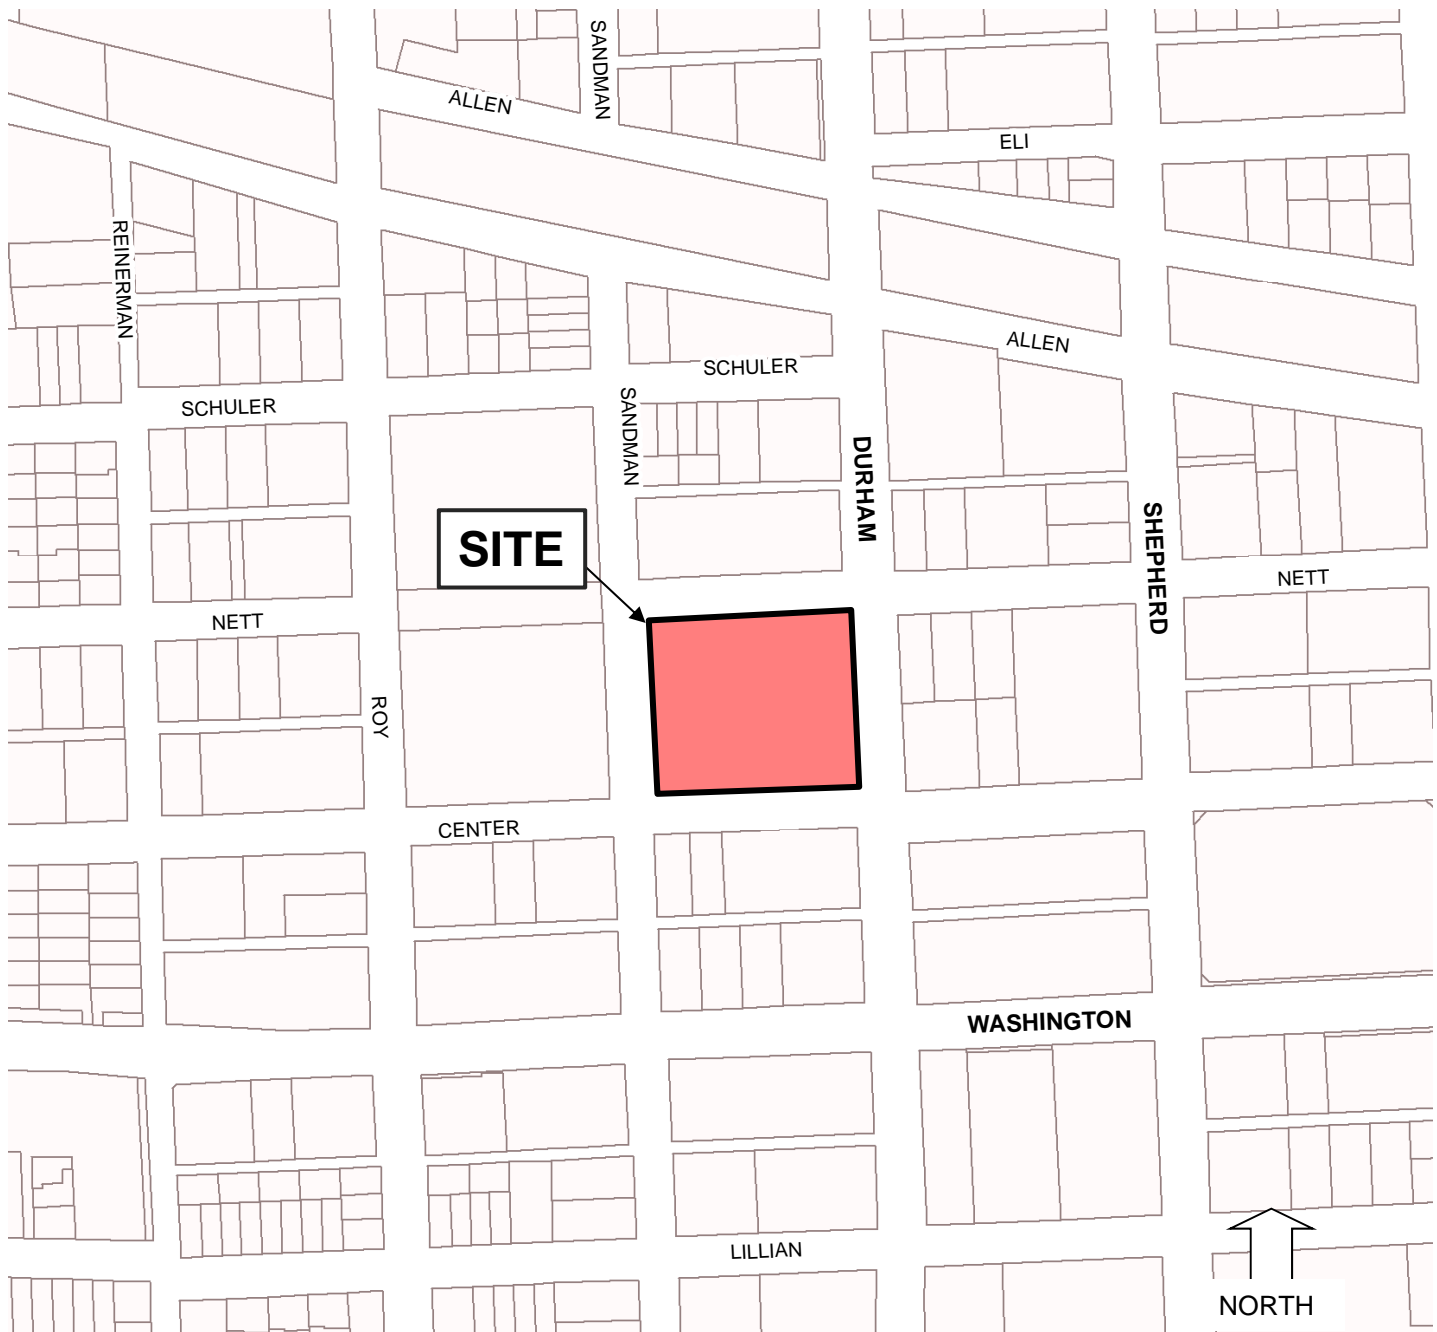 SANDMAN
ALLEN
ELI
REINERMAN
ALLEN
SCHULER
SCHULER
SANDMAN
DURHAM
SHEPHERD
SITE
NETT
NETT
ROY
CENTER
WASHINGTON
LILLIAN
NORTH